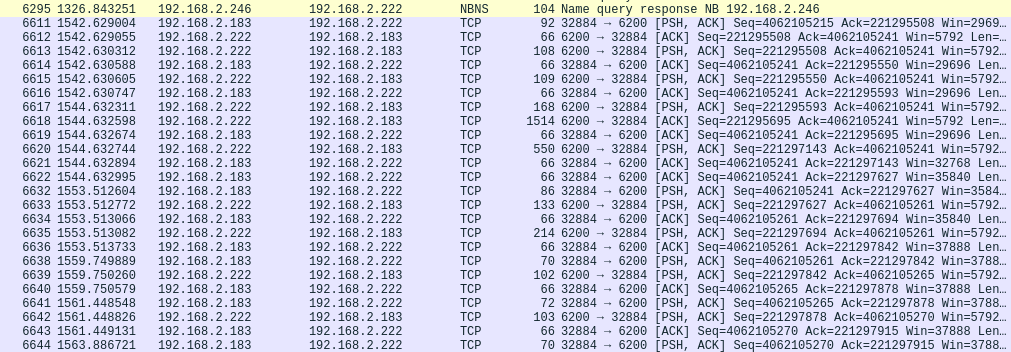 6295 1326.843251 192.168.2.246 192.168.2.222 NBNS 104 Name query response NB 192.168.2.246
6611 1542.629004 192.168.2.183 192.168.2.222 TCP 92 32884 → 6200 [PSH, ACK] Seq=4062105215 Ack=221295508 Win=2969…
6612 1542.629055 192.168.2.222 192.168.2.183 TCP 66 6200 → 32884 [ACK] Seq=221295508 Ack=4062105241 Win=5792 Len=…
6613 1542.630312 192.168.2.222 192.168.2.183 TCP 108 6200 → 32884 [PSH, ACK] Seq=221295508 Ack=4062105241 Win=5792…
6614 1542.630588 192.168.2.183 192.168.2.222 TCP 66 32884 → 6200 [ACK] Seq=4062105241 Ack=221295550 Win=29696 Len…
6615 1542.630605 192.168.2.222 192.168.2.183 TCP 109 6200 → 32884 [PSH, ACK] Seq=221295550 Ack=4062105241 Win=5792…
6616 1542.630747 192.168.2.183 192.168.2.222 TCP 66 32884 → 6200 [ACK] Seq=4062105241 Ack=221295593 Win=29696 Len…
6617 1544.632311 192.168.2.222 192.168.2.183 TCP 168 6200 → 32884 [PSH, ACK] Seq=221295593 Ack=4062105241 Win=5792…
6618 1544.632598 192.168.2.222 192.168.2.183 TCP 1514 6200 → 32884 [ACK] Seq=221295695 Ack=4062105241 Win=5792 Len=…
6619 1544.632674 192.168.2.183 192.168.2.222 TCP 66 32884 → 6200 [ACK] Seq=4062105241 Ack=221295695 Win=29696 Len…
6620 1544.632744 192.168.2.222 192.168.2.183 TCP 550 6200 → 32884 [PSH, ACK] Seq=221297143 Ack=4062105241 Win=5792…
6621 1544.632894 192.168.2.183 192.168.2.222 TCP 66 32884 → 6200 [ACK] Seq=4062105241 Ack=221297143 Win=32768 Len…
6622 1544.632995 192.168.2.183 192.168.2.222 TCP 66 32884 → 6200 [ACK] Seq=4062105241 Ack=221297627 Win=35840 Len…
6632 1553.512604 192.168.2.183 192.168.2.222 TCP 86 32884 → 6200 [PSH, ACK] Seq=4062105241 Ack=221297627 Win=3584…
6633 1553.512772 192.168.2.222 192.168.2.183 TCP 133 6200 → 32884 [PSH, ACK] Seq=221297627 Ack=4062105261 Win=5792…
6634 1553.513066 192.168.2.183 192.168.2.222 TCP 66 32884 → 6200 [ACK] Seq=4062105261 Ack=221297694 Win=35840 Len…
6635 1553.513082 192.168.2.222 192.168.2.183 TCP 214 6200 → 32884 [PSH, ACK] Seq=221297694 Ack=4062105261 Win=5792…
6636 1553.513733 192.168.2.183 192.168.2.222 TCP 66 32884 → 6200 [ACK] Seq=4062105261 Ack=221297842 Win=37888 Len…
6638 1559.749889 192.168.2.183 192.168.2.222 TCP 70 32884 → 6200 [PSH, ACK] Seq=4062105261 Ack=221297842 Win=3788…
6639 1559.750260 192.168.2.222 192.168.2.183 TCP 102 6200 → 32884 [PSH, ACK] Seq=221297842 Ack=4062105265 Win=5792…
6640 1559.750579 192.168.2.183 192.168.2.222 TCP 66 32884 → 6200 [ACK] Seq=4062105265 Ack=221297878 Win=37888 Len…
6641 1561.448548 192.168.2.183 192.168.2.222 TCP 72 32884 → 6200 [PSH, ACK] Seq=4062105265 Ack=221297878 Win=3788…
6642 1561.448826 192.168.2.222 192.168.2.183 TCP 103 6200 → 32884 [PSH, ACK] Seq=221297878 Ack=4062105270 Win=5792…
6643 1561.449131 192.168.2.183 192.168.2.222 TCP 66 32884 → 6200 [ACK] Seq=4062105270 Ack=221297915 Win=37888 Len…
6644 1563.886721 192.168.2.183 192.168.2.222 TCP 70 32884 → 6200 [PSH, ACK] Seq=4062105270 Ack=221297915 Win=3788…